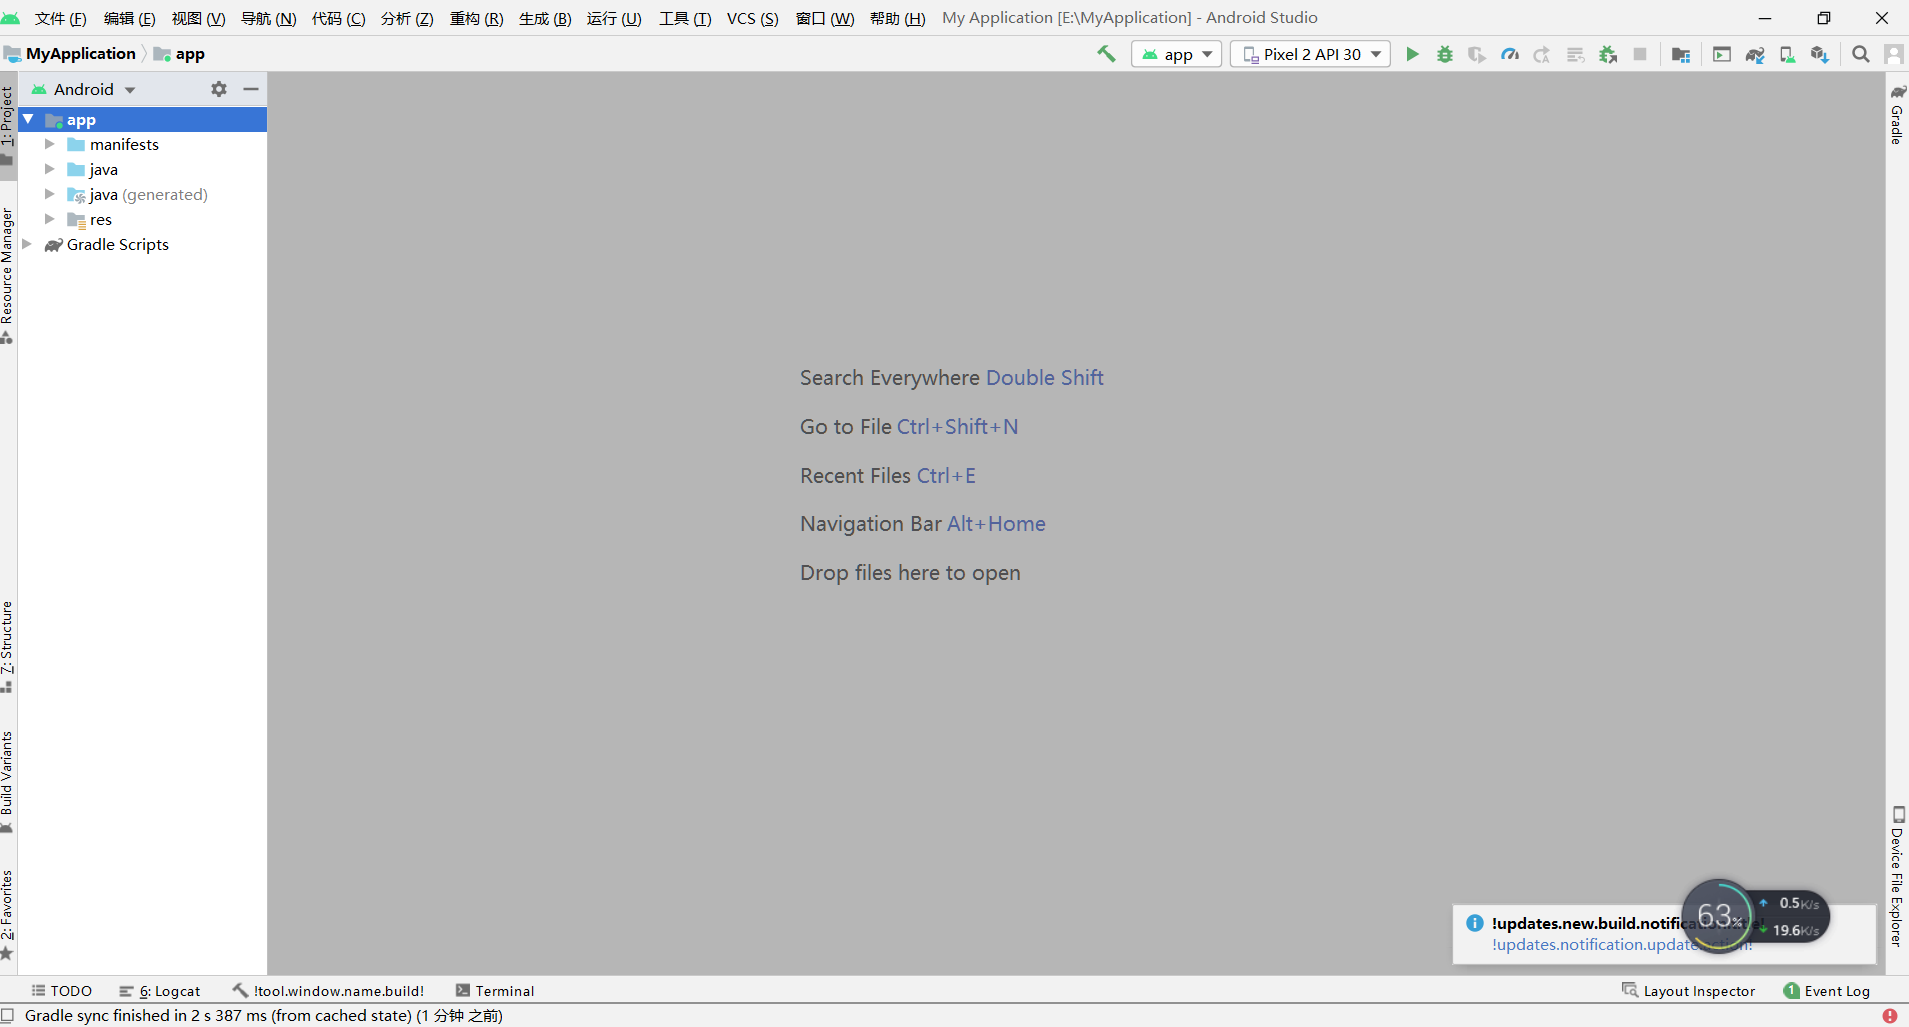 文件 (F) 编辑 (E) 视图 (V) 导航 (N) 代码 (C) 分析 (Z) 重构 (R) 生成 (B) 运行 (U) 工具 (T) VCS (S) 窗口 (W) 帮助 (H) My Application [E:\MyApplication] - Android Studio
MyApplication app app Pixel 2 API 30
Android
app
manifests
java
java (generated)
res
Gradle Scripts
1: Project
Resource Manager
7: Structure
Build Variants
2: Favorites
Search Everywhere Double Shift
Go to File Ctrl+Shift+N
Recent Files Ctrl+E
Navigation Bar Alt+Home
Drop files here to open
Gradle
Device File Explorer
!updates.new.build.notification.title!
!updates.notification.update.action!
63%
0.5K/s
19.6K/s
TODO 6: Logcat !tool.window.name.build! Terminal Layout Inspector 1 Event Log
Gradle sync finished in 2 s 387 ms (from cached state) (1 分钟 之前)